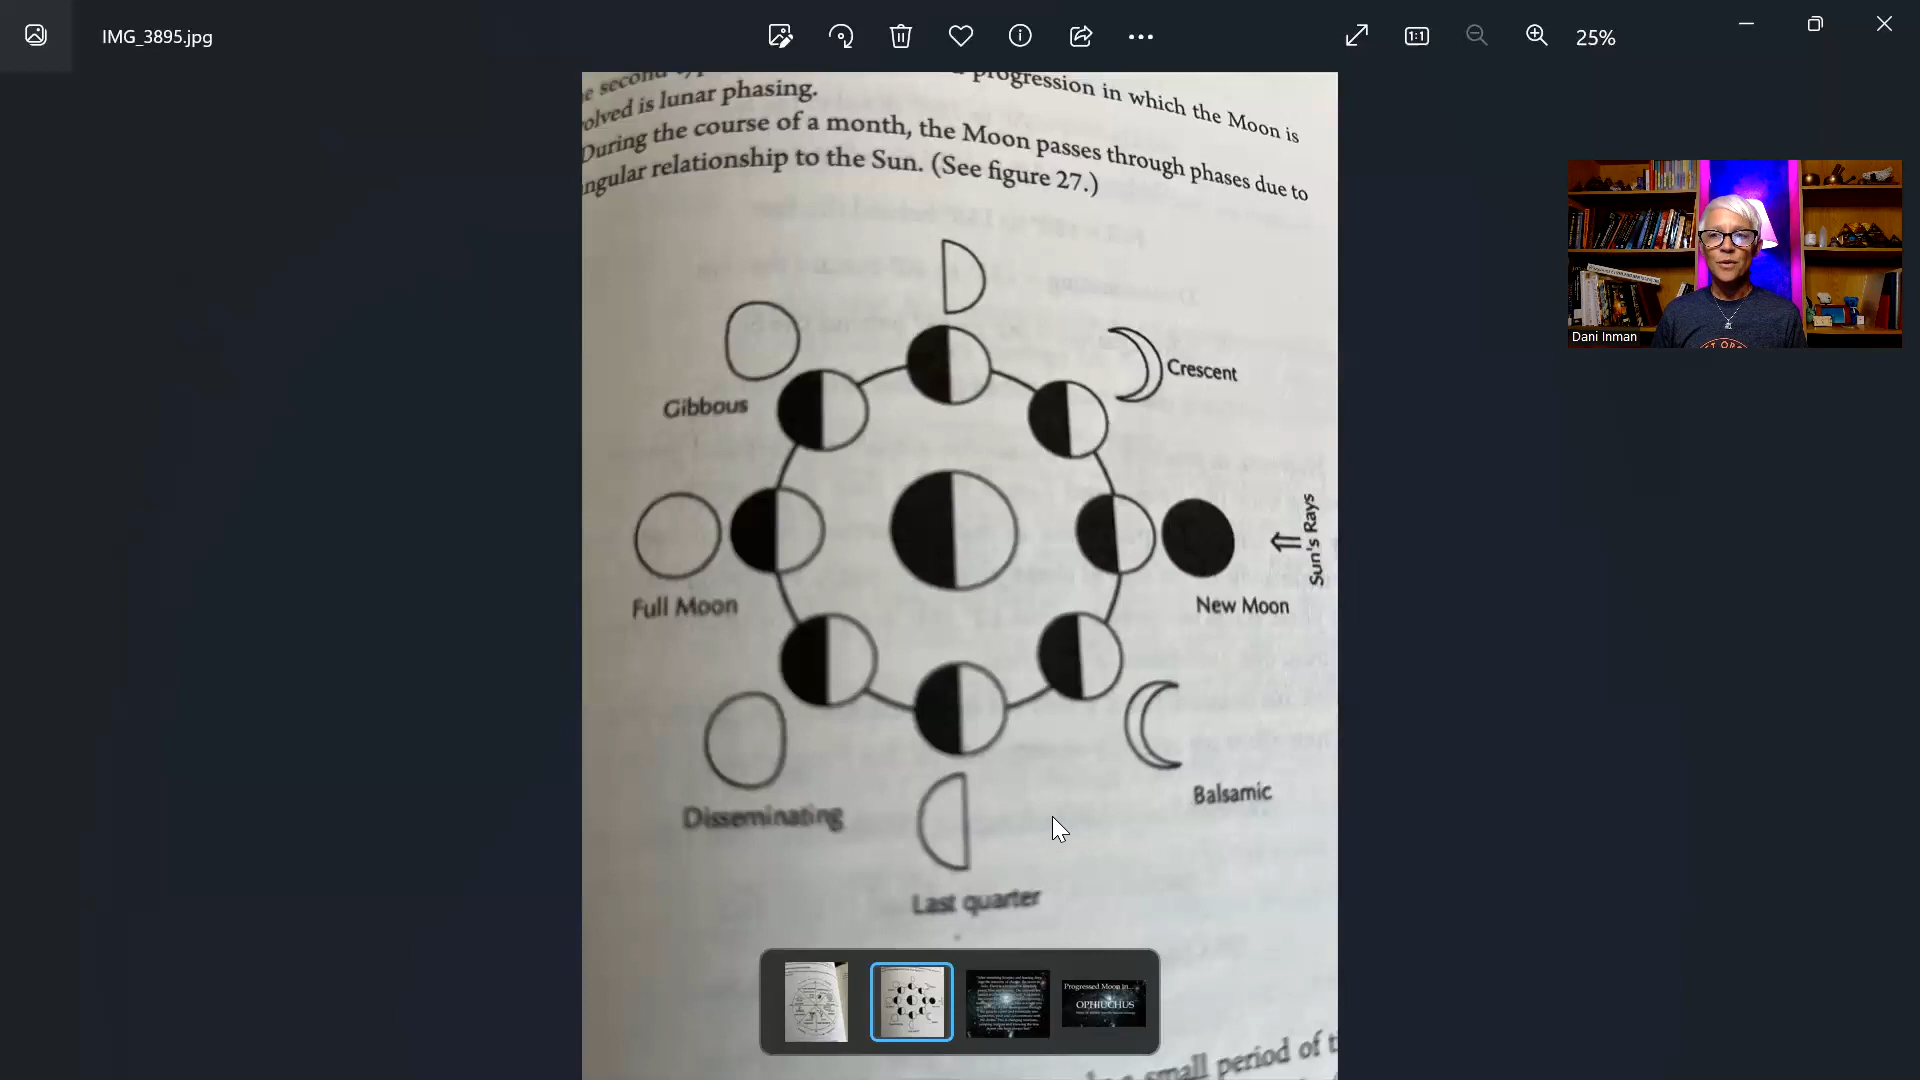 IMG_3895.jpg
25%
progression in which the Moon is
olved is lunar phasing.
During the course of a month, the Moon passes through phases due to
ngular relationship to the Sun. (See figure 27.)
Crescent
Gibbous
Sun's Rays
Full Moon
New Moon
Disseminating
Balsamic
Last quarter
small period of
Dani Inman
Progressed Moon in...
OPHIUCHUS